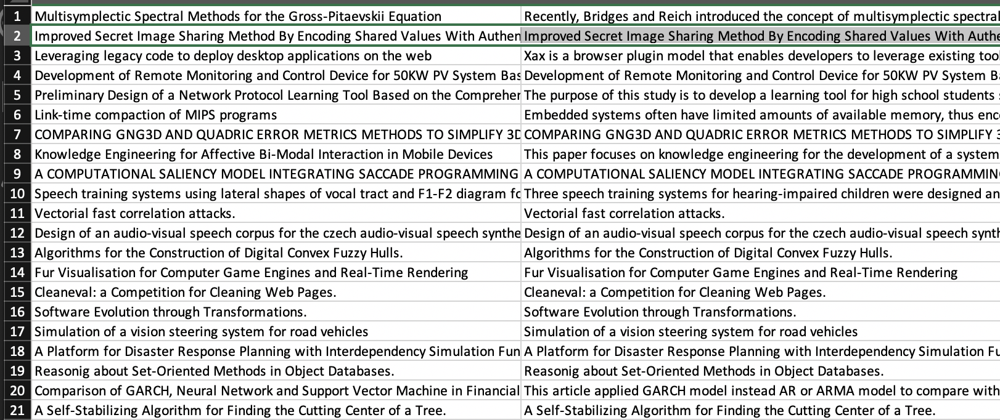 1 Multisymplectic Spectral Methods for the Gross-Pitaevskii Equation Recently, Bridges and Reich introduced the concept of multisymplectic spectral
2 Improved Secret Image Sharing Method By Encoding Shared Values With Authen Improved Secret Image Sharing Method By Encoding Shared Values With Authe
3 Leveraging legacy code to deploy desktop applications on the web Xax is a browser plugin model that enables developers to leverage existing tool
4 Development of Remote Monitoring and Control Device for 50KW PV System Bas Development of Remote Monitoring and Control Device for 50KW PV System Ba
5 Preliminary Design of a Network Protocol Learning Tool Based on the Comprehen The purpose of this study is to develop a learning tool for high school students
6 Link-time compaction of MIPS programs Embedded systems often have limited amounts of available memory, thus enco
7 COMPARING GNG3D AND QUADRIC ERROR METRICS METHODS TO SIMPLIFY 3D COMPARING GNG3D AND QUADRIC ERROR METRICS METHODS TO SIMPLIFY 3
8 Knowledge Engineering for Affective Bi-Modal Interaction in Mobile Devices This paper focuses on knowledge engineering for the development of a system
9 A COMPUTATIONAL SALIENCY MODEL INTEGRATING SACCADE PROGRAMMING A COMPUTATIONAL SALIENCY MODEL INTEGRATING SACCADE PROGRAMMING
10 Speech training systems using lateral shapes of vocal tract and F1-F2 diagram fo Three speech training systems for hearing-impaired children were designed an
11 Vectorial fast correlation attacks. Vectorial fast correlation attacks.
12 Design of an audio-visual speech corpus for the czech audio-visual speech synthe Design of an audio-visual speech corpus for the czech audio-visual speech synth
13 Algorithms for the Construction of Digital Convex Fuzzy Hulls. Algorithms for the Construction of Digital Convex Fuzzy Hulls.
14 Fur Visualisation for Computer Game Engines and Real-Time Rendering Fur Visualisation for Computer Game Engines and Real-Time Rendering
15 Cleaneval: a Competition for Cleaning Web Pages. Cleaneval: a Competition for Cleaning Web Pages.
16 Software Evolution through Transformations. Software Evolution through Transformations.
17 Simulation of a vision steering system for road vehicles Simulation of a vision steering system for road vehicles
18 A Platform for Disaster Response Planning with Interdependency Simulation Fun A Platform for Disaster Response Planning with Interdependency Simulation Fu
19 Reasonig about Set-Oriented Methods in Object Databases. Reasonig about Set-Oriented Methods in Object Databases.
20 Comparison of GARCH, Neural Network and Support Vector Machine in Financial This article applied GARCH model instead AR or ARMA model to compare with
21 A Self-Stabilizing Algorithm for Finding the Cutting Center of a Tree. A Self-Stabilizing Algorithm for Finding the Cutting Center of a Tree.